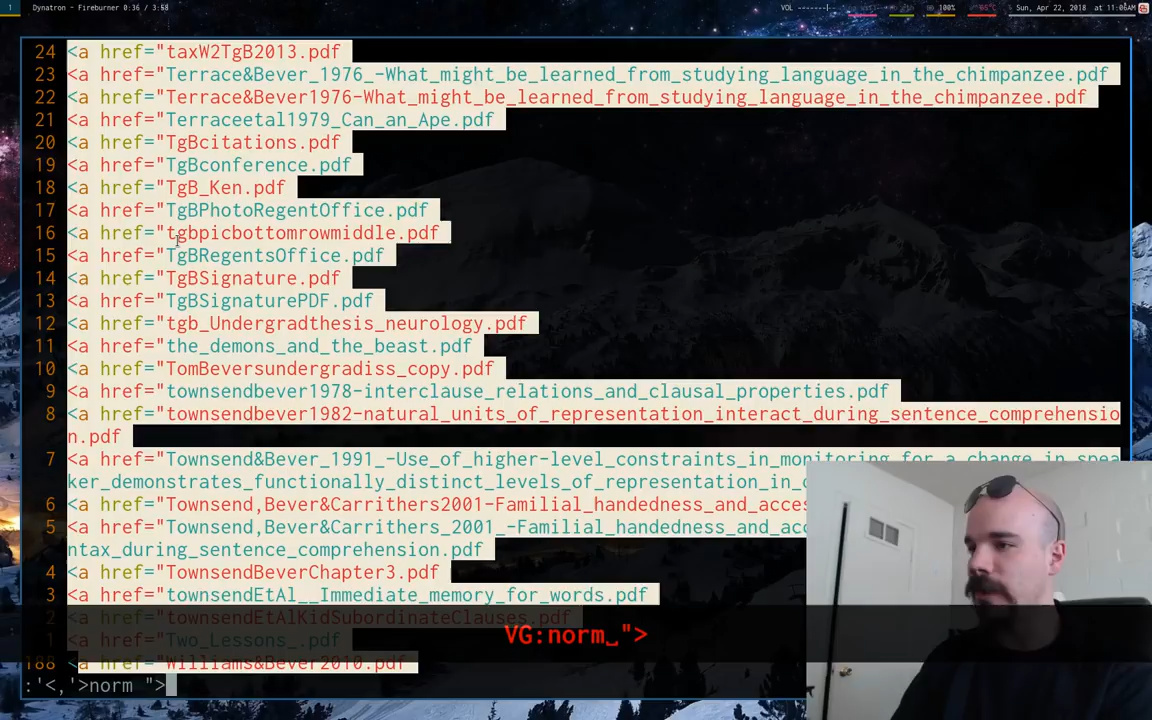 1 Dynatron - Fireburner 0:36 / 3:58 VOL -------|--- 100% 65°C Sun, Apr 22, 2018 at 11:06AM
24 <a href="taxW2TgB2013.pdf
23 <a href="Terrace&Bever_1976_-What_might_be_learned_from_studying_language_in_the_chimpanzee.pdf
22 <a href="Terrace&Bever1976-What_might_be_learned_from_studying_language_in_the_chimpanzee.pdf
21 <a href="Terraceetal1979_Can_an_Ape.pdf
20 <a href="TgBcitations.pdf
19 <a href="TgBconference.pdf
18 <a href="TgB_Ken.pdf
17 <a href="TgBPhotoRegentOffice.pdf
16 <a href="tgbpicbottomrowmiddle.pdf
15 <a href="TgBRegentsOffice.pdf
14 <a href="TgBSignature.pdf
13 <a href="TgBSignaturePDF.pdf
12 <a href="tgb_Undergradthesis_neurology.pdf
11 <a href="the_demons_and_the_beast.pdf
10 <a href="TomBeversundergradiss_copy.pdf
9 <a href="townsendbever1978-interclause_relations_and_clausal_properties.pdf
8 <a href="townsendbever1982-natural_units_of_representation_interact_during_sentence_comprehensio
n.pdf
7 <a href="Townsend&Bever_1991_-Use_of_higher-level_constraints_in_monitoring_for_a_change_in_spea
ker_demonstrates_functionally_distinct_levels_of_representation_in_
6 <a href="Townsend,Bever&Carrithers2001-Familial_handedness_and_acces
5 <a href="Townsend,Bever&Carrithers_2001_-Familial_handedness_and_acc
ntax_during_sentence_comprehension.pdf
4 <a href="TownsendBeverChapter3.pdf
3 <a href="townsendEtAl__Immediate_memory_for_words.pdf
2 <a href="townsendEtAlKidSubordinateClauses.pdf
1 <a href="Two_Lessons_.pdf
VG:norm␣">
188 <a href="Williams&Bever2010.pdf
:'<,'>norm ">